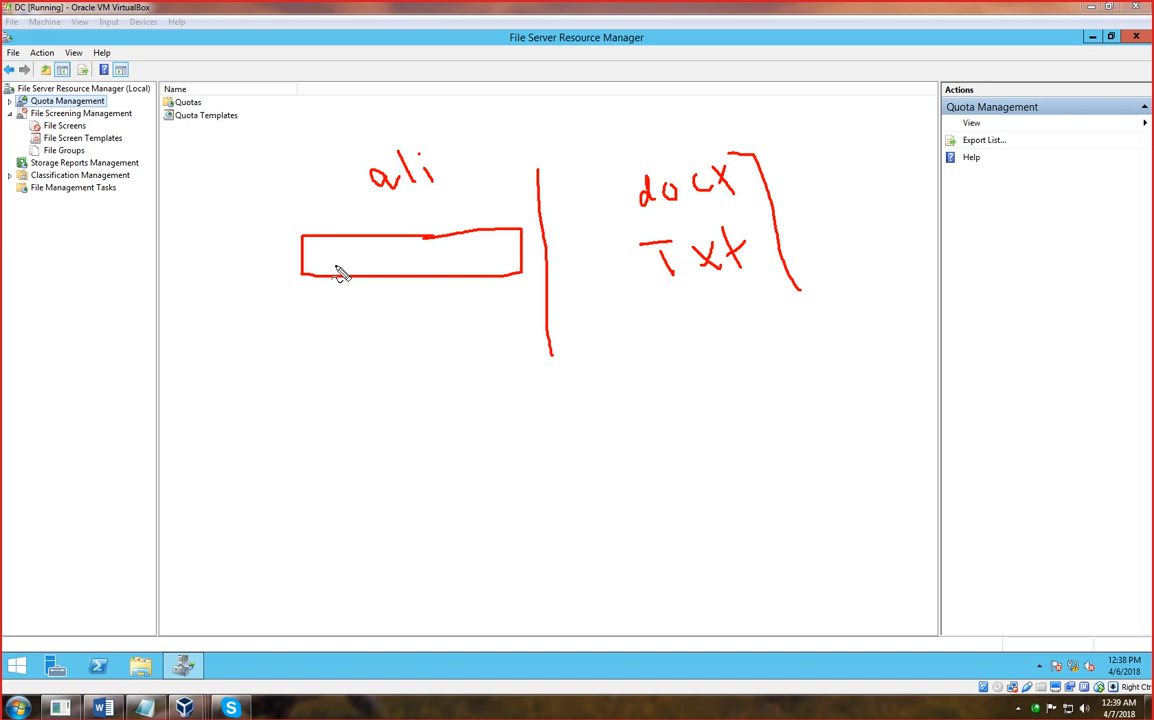 DC [Running] - Oracle VM VirtualBox
File Machine View Input Devices Help
File Server Resource Manager
File Action View Help
File Server Resource Manager (Local)
Quota Management
File Screening Management
File Screens
File Screen Templates
File Groups
Storage Reports Management
Classification Management
File Management Tasks
Name
Quotas
Quota Templates
ali
docx
Txt
Actions
Quota Management
View
Export List...
Help
12:38 PM
4/6/2018
Right Ctrl
12:39 AM
4/7/2018